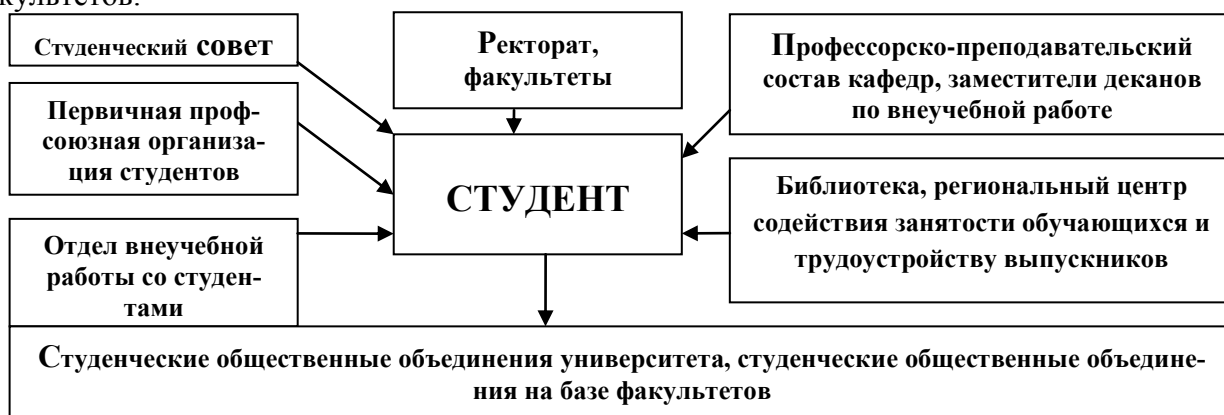 культетов.
Студенческий совет
Ректорат,
факультеты
Профессорско-преподавательский
состав кафедр, заместители деканов
по внеучебной работе
Первичная проф-
союзная организа-
ция студентов
СТУДЕНТ
Библиотека, региональный центр
содействия занятости обучающихся и
трудоустройству выпускников
Отдел внеучебной
работы со студен-
тами
Студенческие общественные объединения университета, студенческие общественные объедине-
ния на базе факультетов